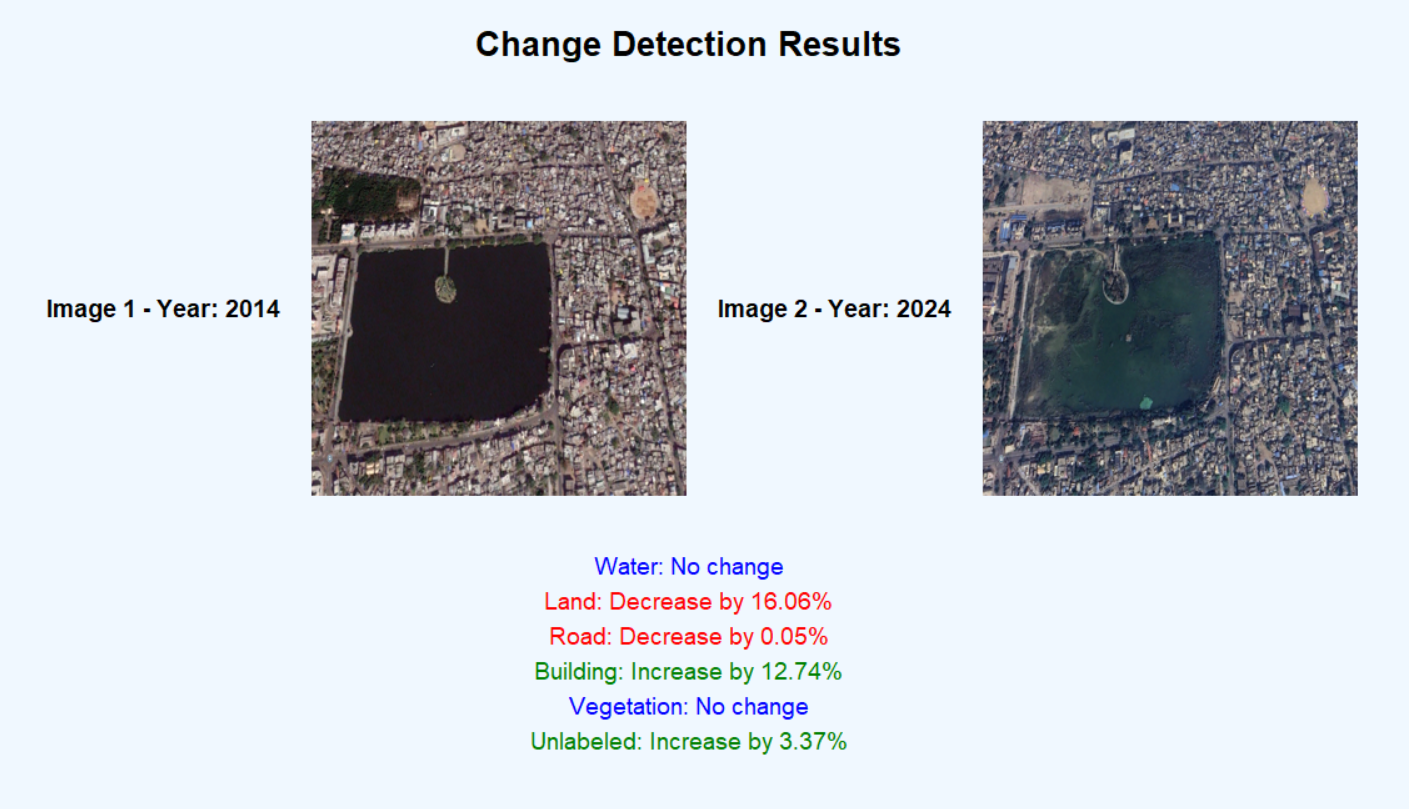 Change Detection Results
Image 1 - Year: 2014
Image 2 - Year: 2024
Water: No change
Land: Decrease by 16.06%
Road: Decrease by 0.05%
Building: Increase by 12.74%
Vegetation: No change
Unlabeled: Increase by 3.37%